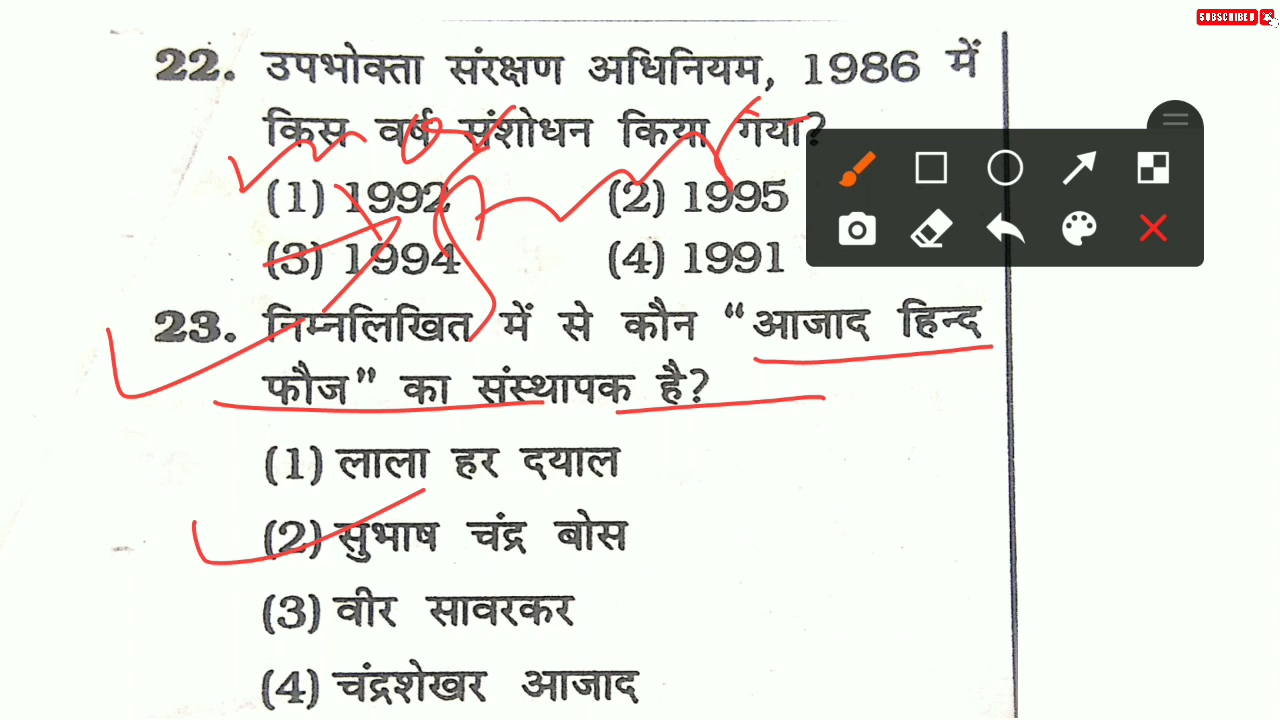 SUBSCRIBED
22. उपभोक्ता संरक्षण अधिनियम, 1986 में
किस वर्ष संशोधन किया गया?
(1) 1992 (2) 1995
(3) 1994 (4) 1991
23. निम्नलिखित में से कौन “आजाद हिन्द
फौज” का संस्थापक है?
(1) लाला हर दयाल
(2) सुभाष चंद्र बोस
(3) वीर सावरकर
(4) चंद्रशेखर आजाद